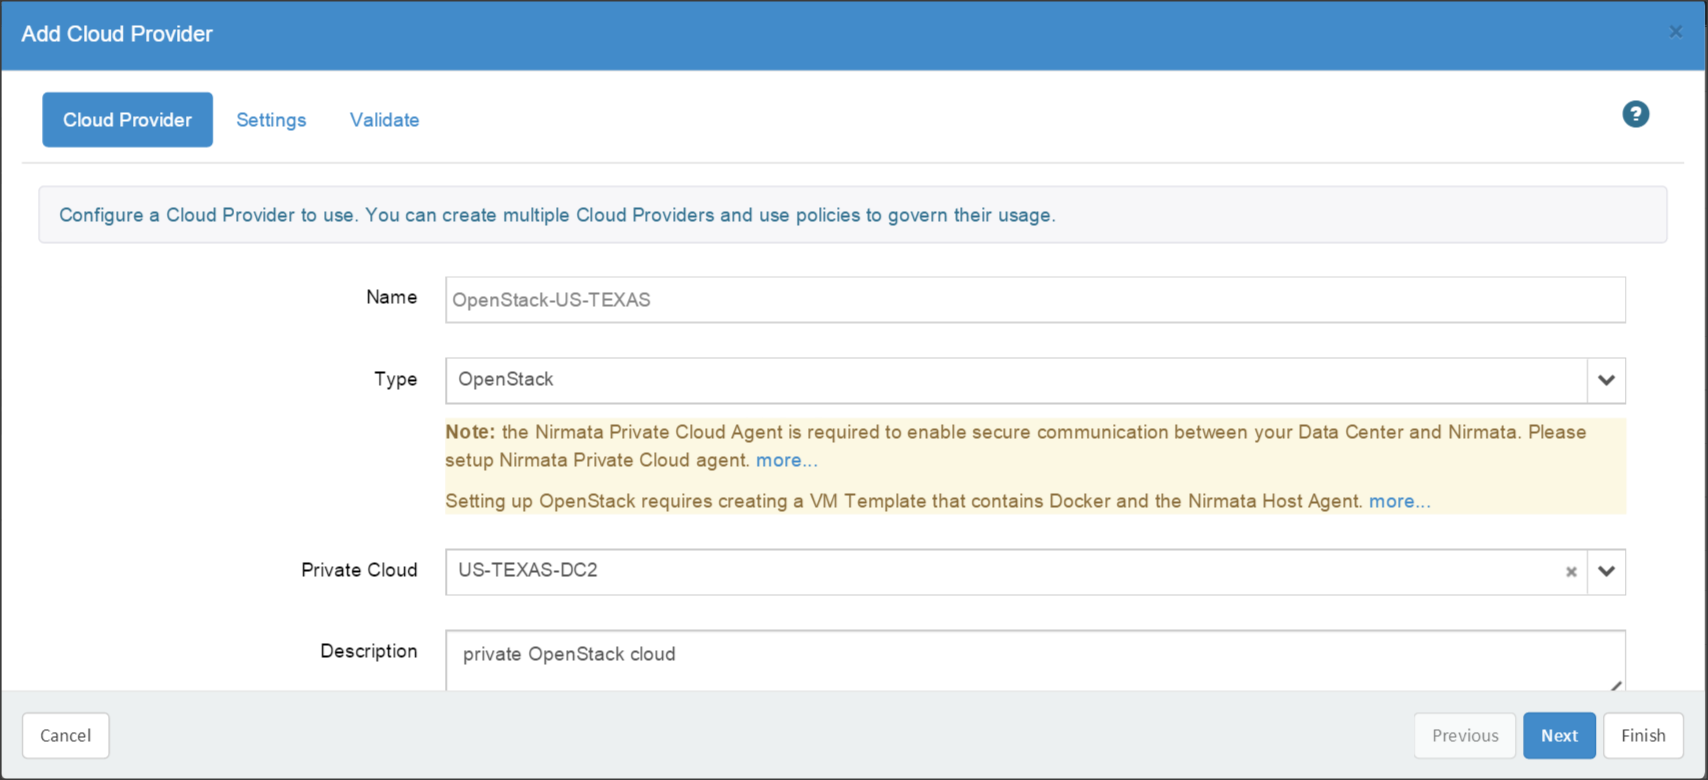 Add Cloud Provider
×
Cloud Provider Settings Validate
?
Configure a Cloud Provider to use. You can create multiple Cloud Providers and use policies to govern their usage.
Name OpenStack-US-TEXAS
Type OpenStack
Note: the Nirmata Private Cloud Agent is required to enable secure communication between your Data Center and Nirmata. Please
setup Nirmata Private Cloud agent. more...
Setting up OpenStack requires creating a VM Template that contains Docker and the Nirmata Host Agent. more...
Private Cloud US-TEXAS-DC2
Description private OpenStack cloud
Cancel Previous Next Finish